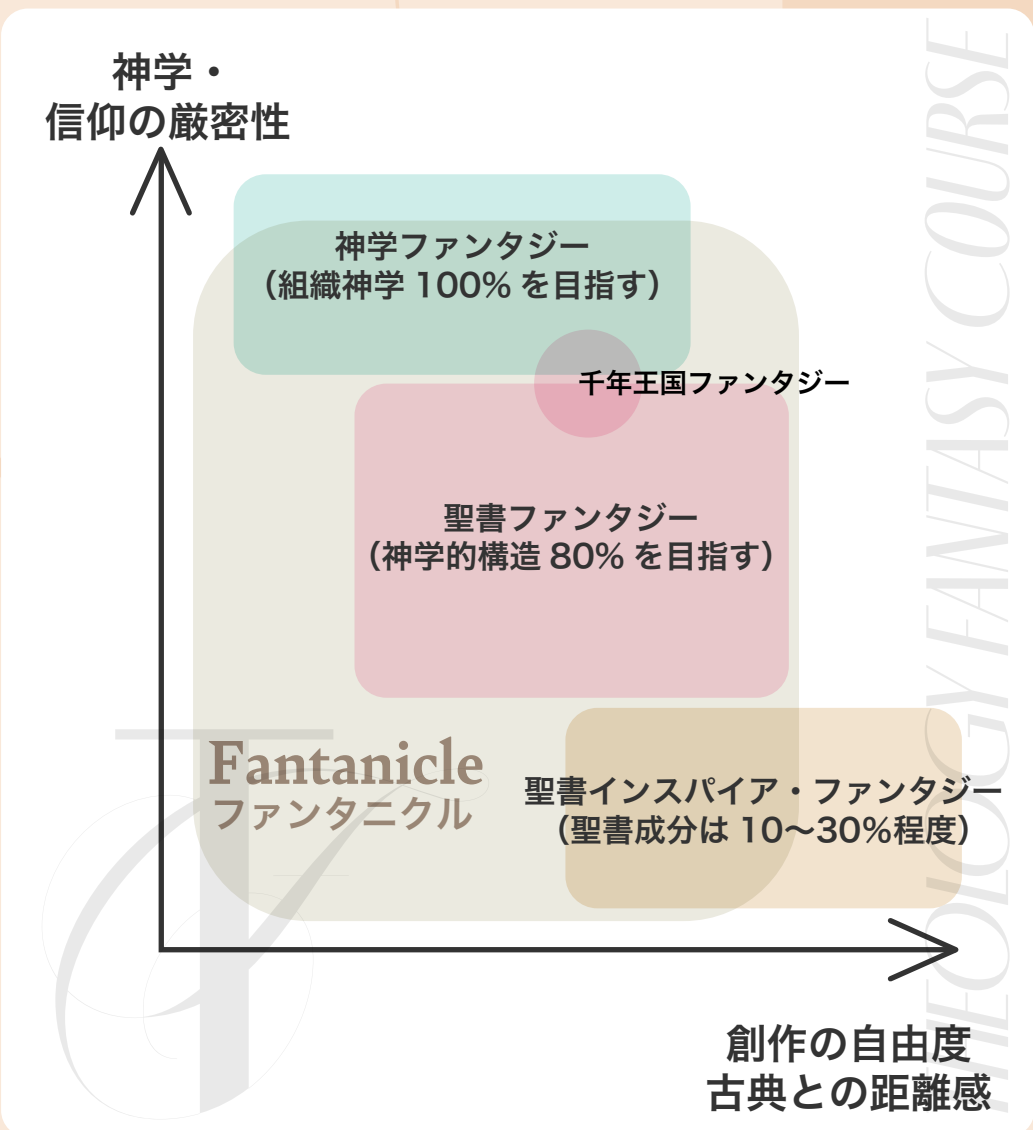 神学・
信仰の厳密性
神学ファンタジー
（組織神学 100% を目指す）
千年王国ファンタジー
聖書ファンタジー
（神学的構造 80% を目指す）
Fantanicle
ファンタニクル
聖書インスパイア・ファンタジー
（聖書成分は 10〜30%程度）
創作の自由度
古典との距離感
THEOLOGY FANTASY COURSE